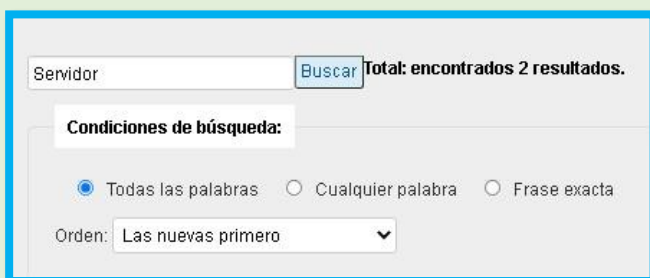 Servidor Buscar Total: encontrados 2 resultados.
Condiciones de búsqueda:
Todas las palabras Cualquier palabra Frase exacta
Orden: Las nuevas primero